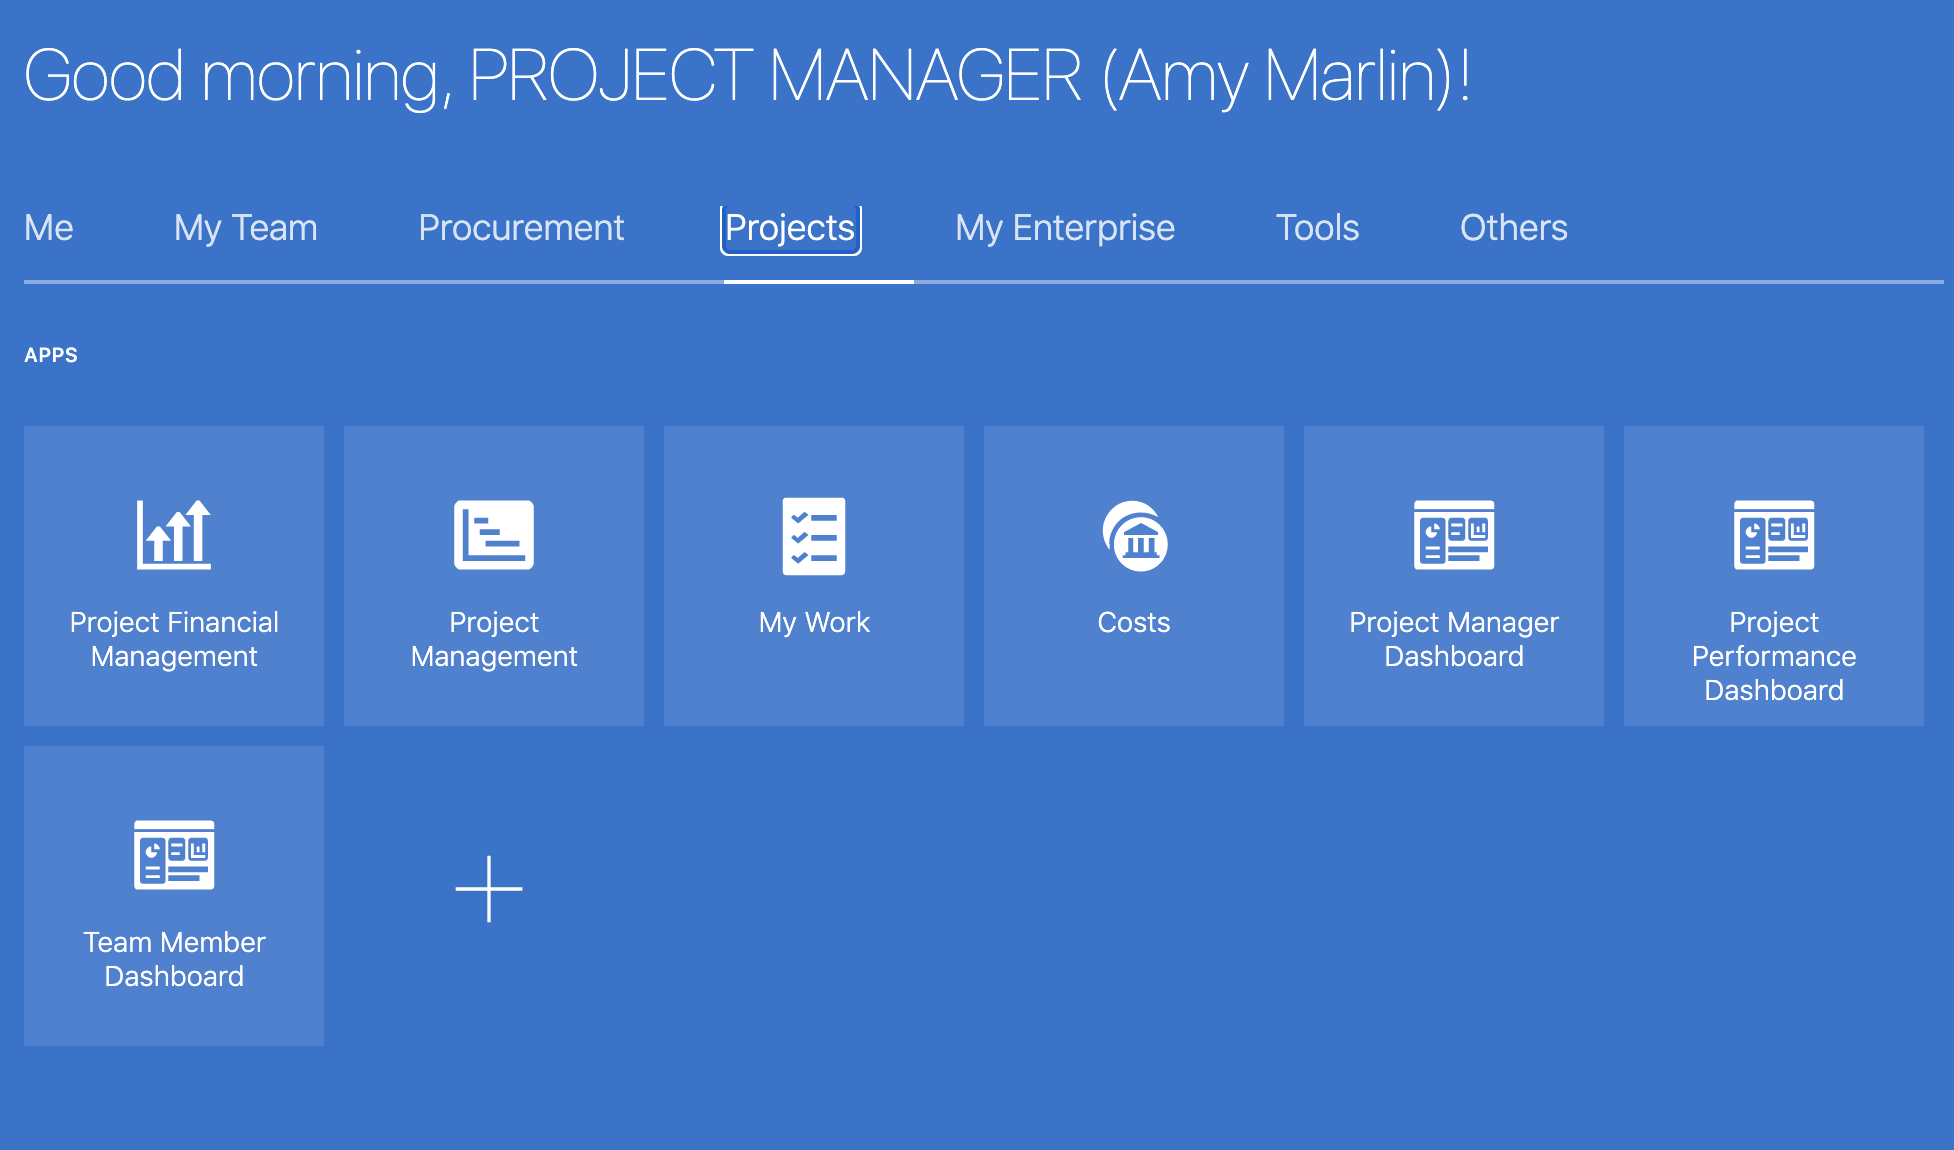 Good morning, PROJECT MANAGER (Amy Marlin)!
Me My Team Procurement Projects My Enterprise Tools Others
APPS
Project Financial
Management
Project
Management
My Work
Costs
Project Manager
Dashboard
Project
Performance
Dashboard
Team Member
Dashboard